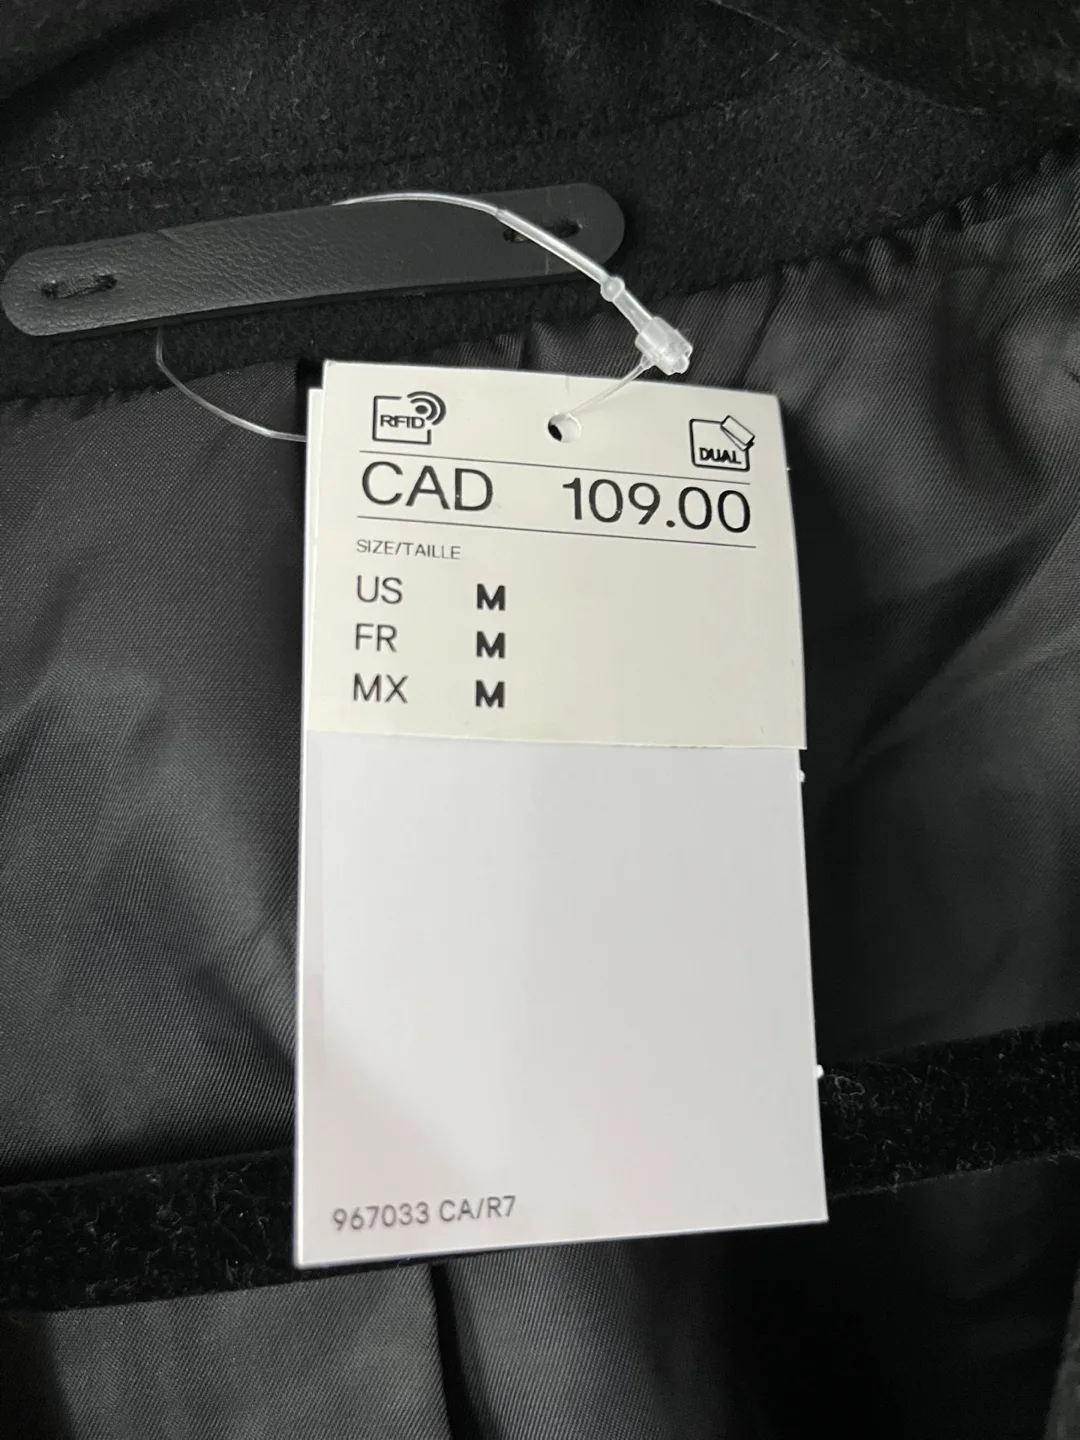 RFID
DUAL
CAD 109.00
SIZE/TAILLE
US M
FR M
MX M
967033 CA/R7